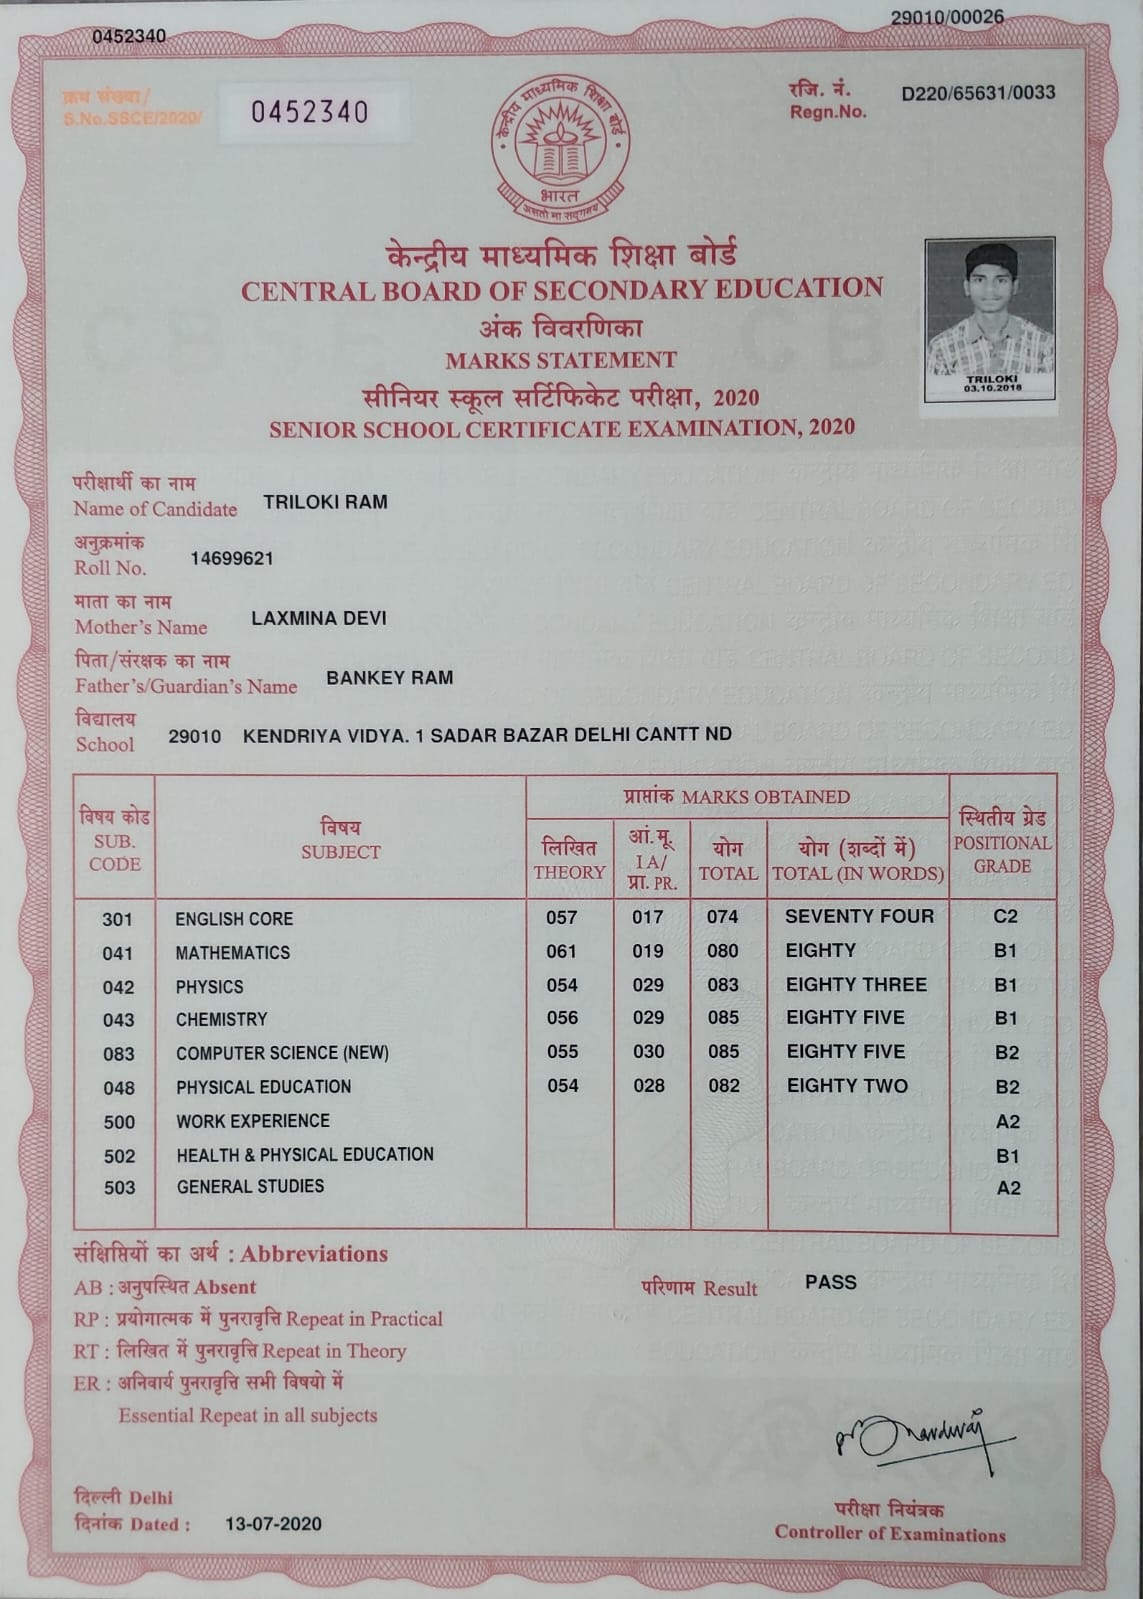 0452340
29010/00026
क्रम संख्या/
S.No.SSCE/2020/
0452340
रजि. नं.
Regn.No.
D220/65631/0033
केन्द्रीय माध्यमिक शिक्षा बोर्ड
भारत
असतो मा सद्गमय
केन्द्रीय माध्यमिक शिक्षा बोर्ड
CENTRAL BOARD OF SECONDARY EDUCATION
अंक विवरणिका
MARKS STATEMENT
सीनियर स्कूल सर्टिफिकेट परीक्षा, 2020
SENIOR SCHOOL CERTIFICATE EXAMINATION, 2020
TRILOKI
03.10.2018
परीक्षार्थी का नाम
Name of Candidate TRILOKI RAM
अनुक्रमांक
Roll No. 14699621
माता का नाम
Mother's Name LAXMINA DEVI
पिता/संरक्षक का नाम
Father's/Guardian's Name BANKEY RAM
विद्यालय
School 29010 KENDRIYA VIDYA. 1 SADAR BAZAR DELHI CANTT ND
विषय कोड
SUB.
CODE
विषय
SUBJECT
प्राप्तांक MARKS OBTAINED
लिखित
THEORY
आं.मू.
I A/
प्रा. PR.
योग
TOTAL
योग (शब्दों में)
TOTAL (IN WORDS)
स्थितीय ग्रेड
POSITIONAL
GRADE
301 ENGLISH CORE 057 017 074 SEVENTY FOUR C2
041 MATHEMATICS 061 019 080 EIGHTY B1
042 PHYSICS 054 029 083 EIGHTY THREE B1
043 CHEMISTRY 056 029 085 EIGHTY FIVE B1
083 COMPUTER SCIENCE (NEW) 055 030 085 EIGHTY FIVE B2
048 PHYSICAL EDUCATION 054 028 082 EIGHTY TWO B2
500 WORK EXPERIENCE A2
502 HEALTH & PHYSICAL EDUCATION B1
503 GENERAL STUDIES A2
संक्षिप्तियों का अर्थ : Abbreviations
AB : अनुपस्थित Absent
परिणाम Result PASS
RP : प्रयोगात्मक में पुनरावृत्ति Repeat in Practical
RT : लिखित में पुनरावृत्ति Repeat in Theory
ER : अनिवार्य पुनरावृत्ति सभी विषयो में
Essential Repeat in all subjects
दिल्ली Delhi
दिनांक Dated : 13-07-2020
परीक्षा नियंत्रक
Controller of Examinations